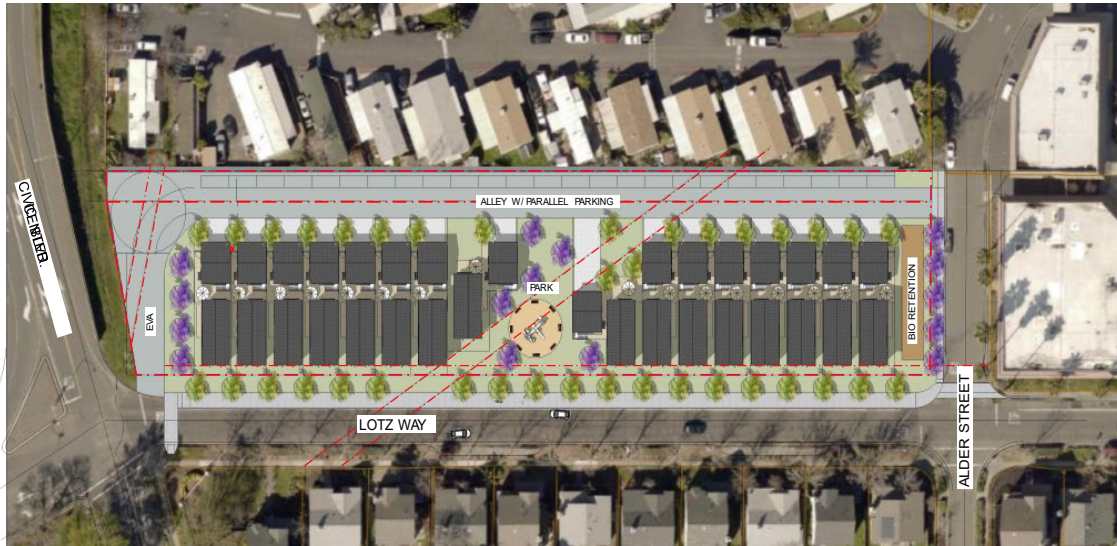 ALLEY W/ PARALLEL PARKING
PARK
EVA
BIO RETENTION
LOTZ WAY
ALDER STREET